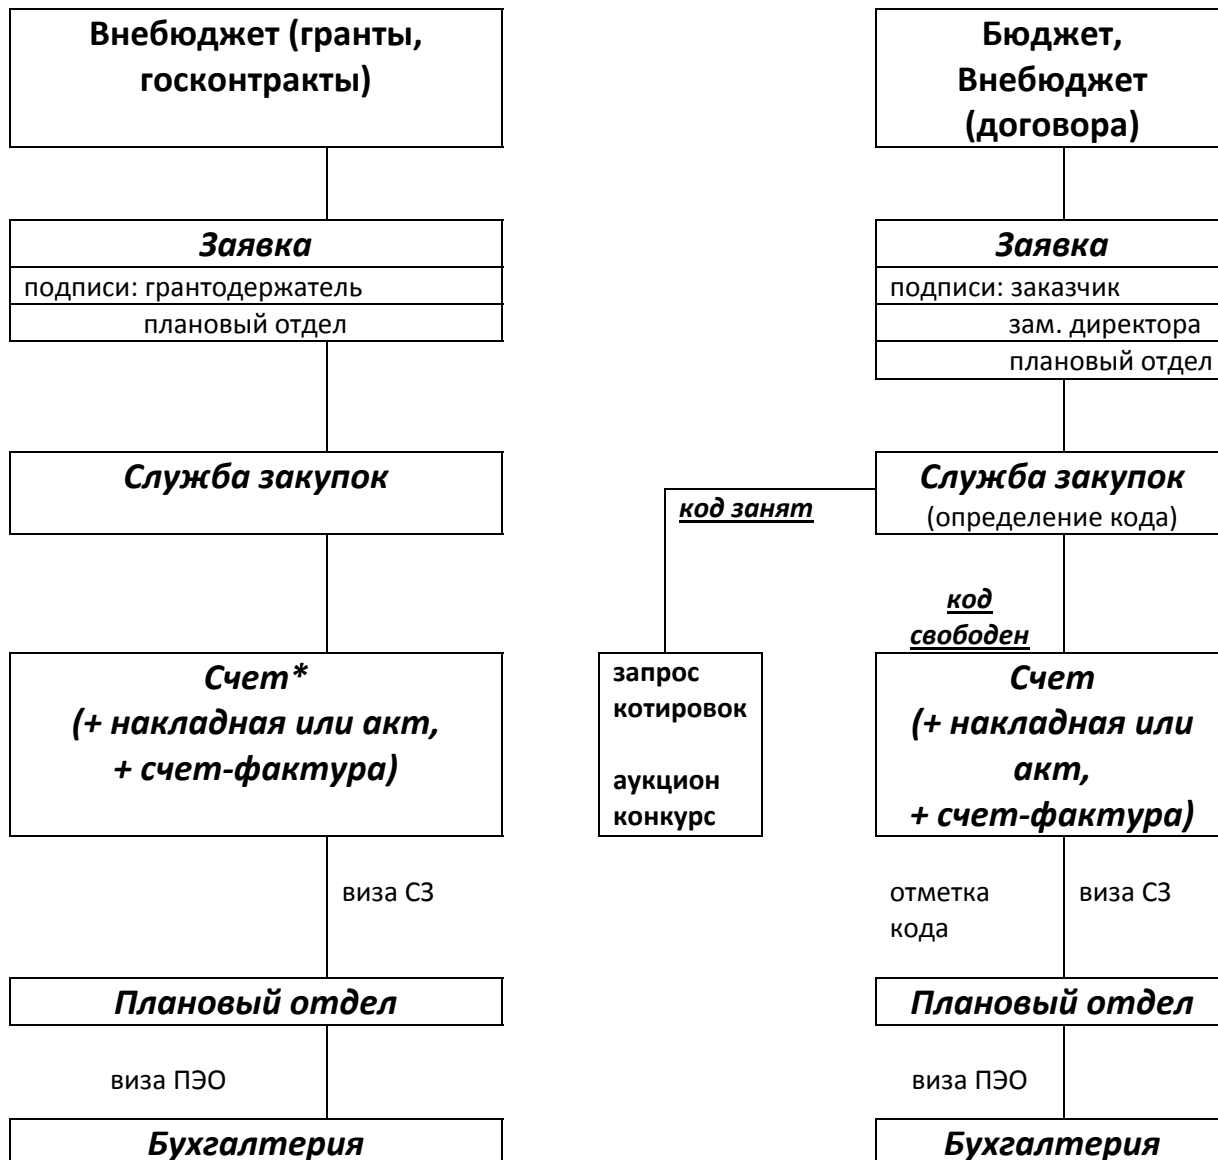 Внебюджет (гранты,
госконтракты)
Бюджет,
Внебюджет
(договора)
Заявка
подписи: грантодержатель
плановый отдел
Заявка
подписи: заказчик
зам. директора
плановый отдел
Служба закупок
Служба закупок
(определение кода)
код занят
код
свободен
Счет*
(+ накладная или акт,
+ счет-фактура)
запрос
котировок
аукцион
конкурс
Счет
(+ накладная или
акт,
+ счет-фактура)
виза СЗ
отметка
кода
виза СЗ
Плановый отдел
Плановый отдел
виза ПЭО
виза ПЭО
Бухгалтерия
Бухгалтерия